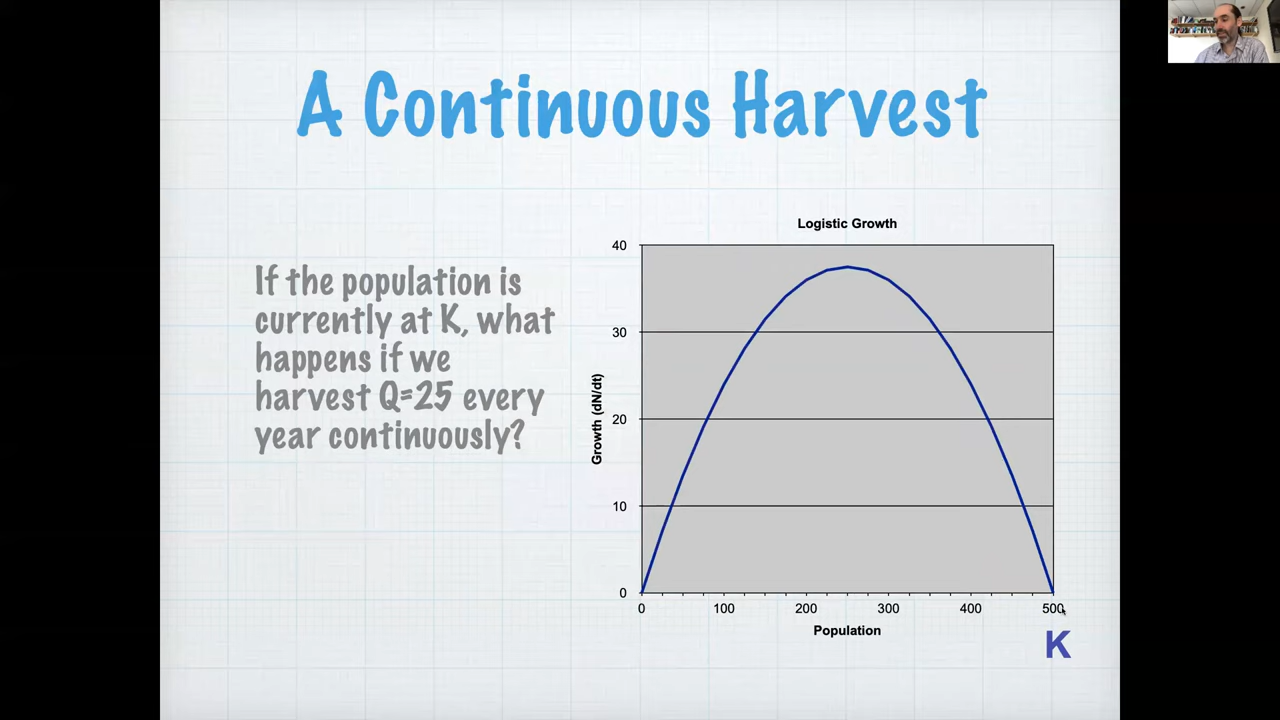 A Continuous Harvest
If the population is
currently at K, what
happens if we
harvest Q=25 every
year continuously?
Logistic Growth
40
30
20
10
0
Growth (dN/dt)
0 100 200 300 400 500
Population
K